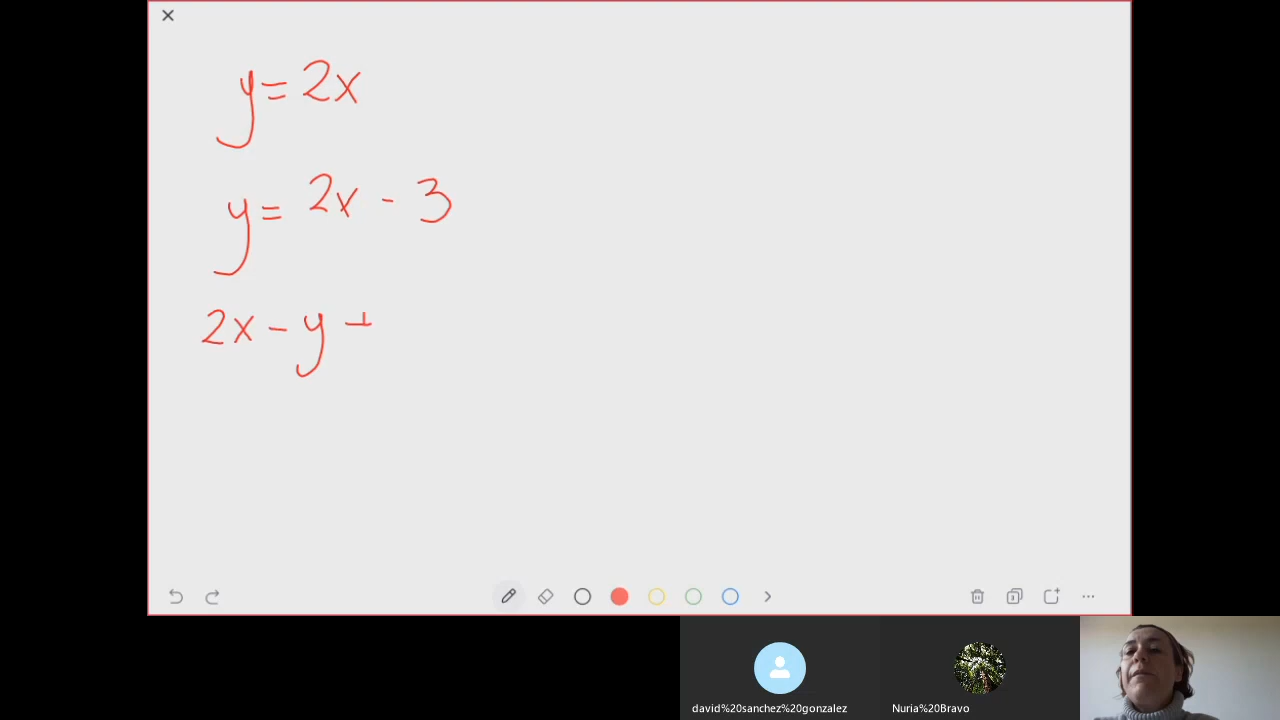 y = 2x
y = 2x - 3
2x - y +
david%20sanchez%20gonzalez
Nuria%20Bravo